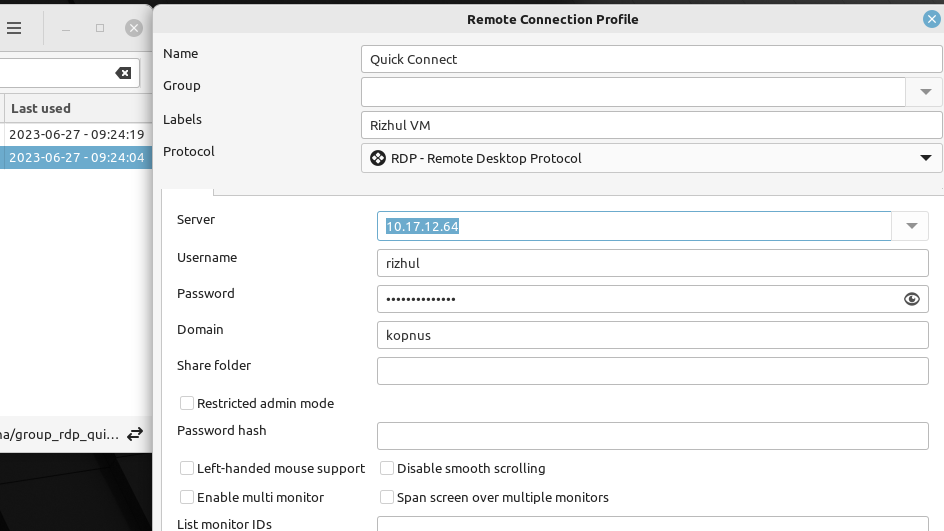 Remote Connection Profile
Last used
2023-06-27 - 09:24:19
2023-06-27 - 09:24:04
na/group_rdp_qui...
Name
Quick Connect
Group
Labels
Rizhul VM
Protocol
RDP - Remote Desktop Protocol
Server
10.17.12.64
Username
rizhul
Password
••••••••••••••
Domain
kopnus
Share folder
Restricted admin mode
Password hash
Left-handed mouse support
Disable smooth scrolling
Enable multi monitor
Span screen over multiple monitors
List monitor IDs